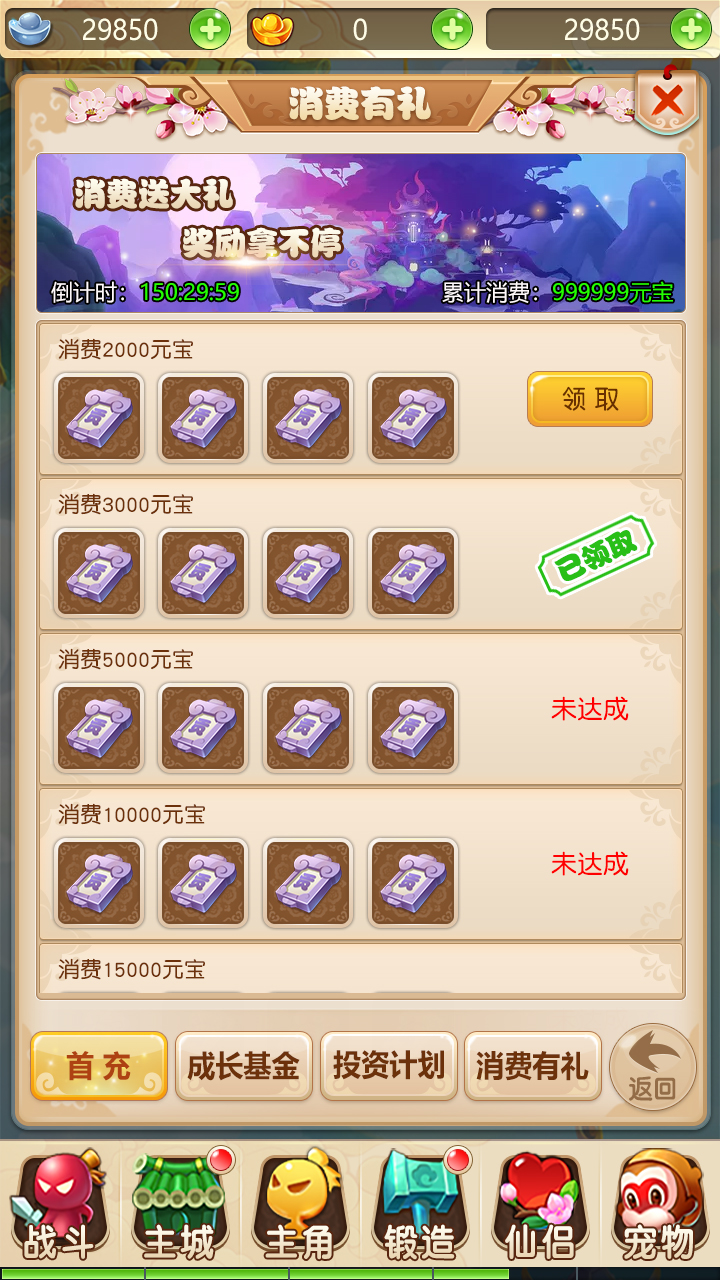 29850
0
29850
消费有礼
消费送大礼
奖励拿不停
倒计时：150:29:59
累计消费：999999元宝
消费2000元宝
领取
消费3000元宝
已领取
消费5000元宝
未达成
消费10000元宝
未达成
消费15000元宝
首充
成长基金
投资计划
消费有礼
返回
战斗
主城
主角
锻造
仙侣
宠物